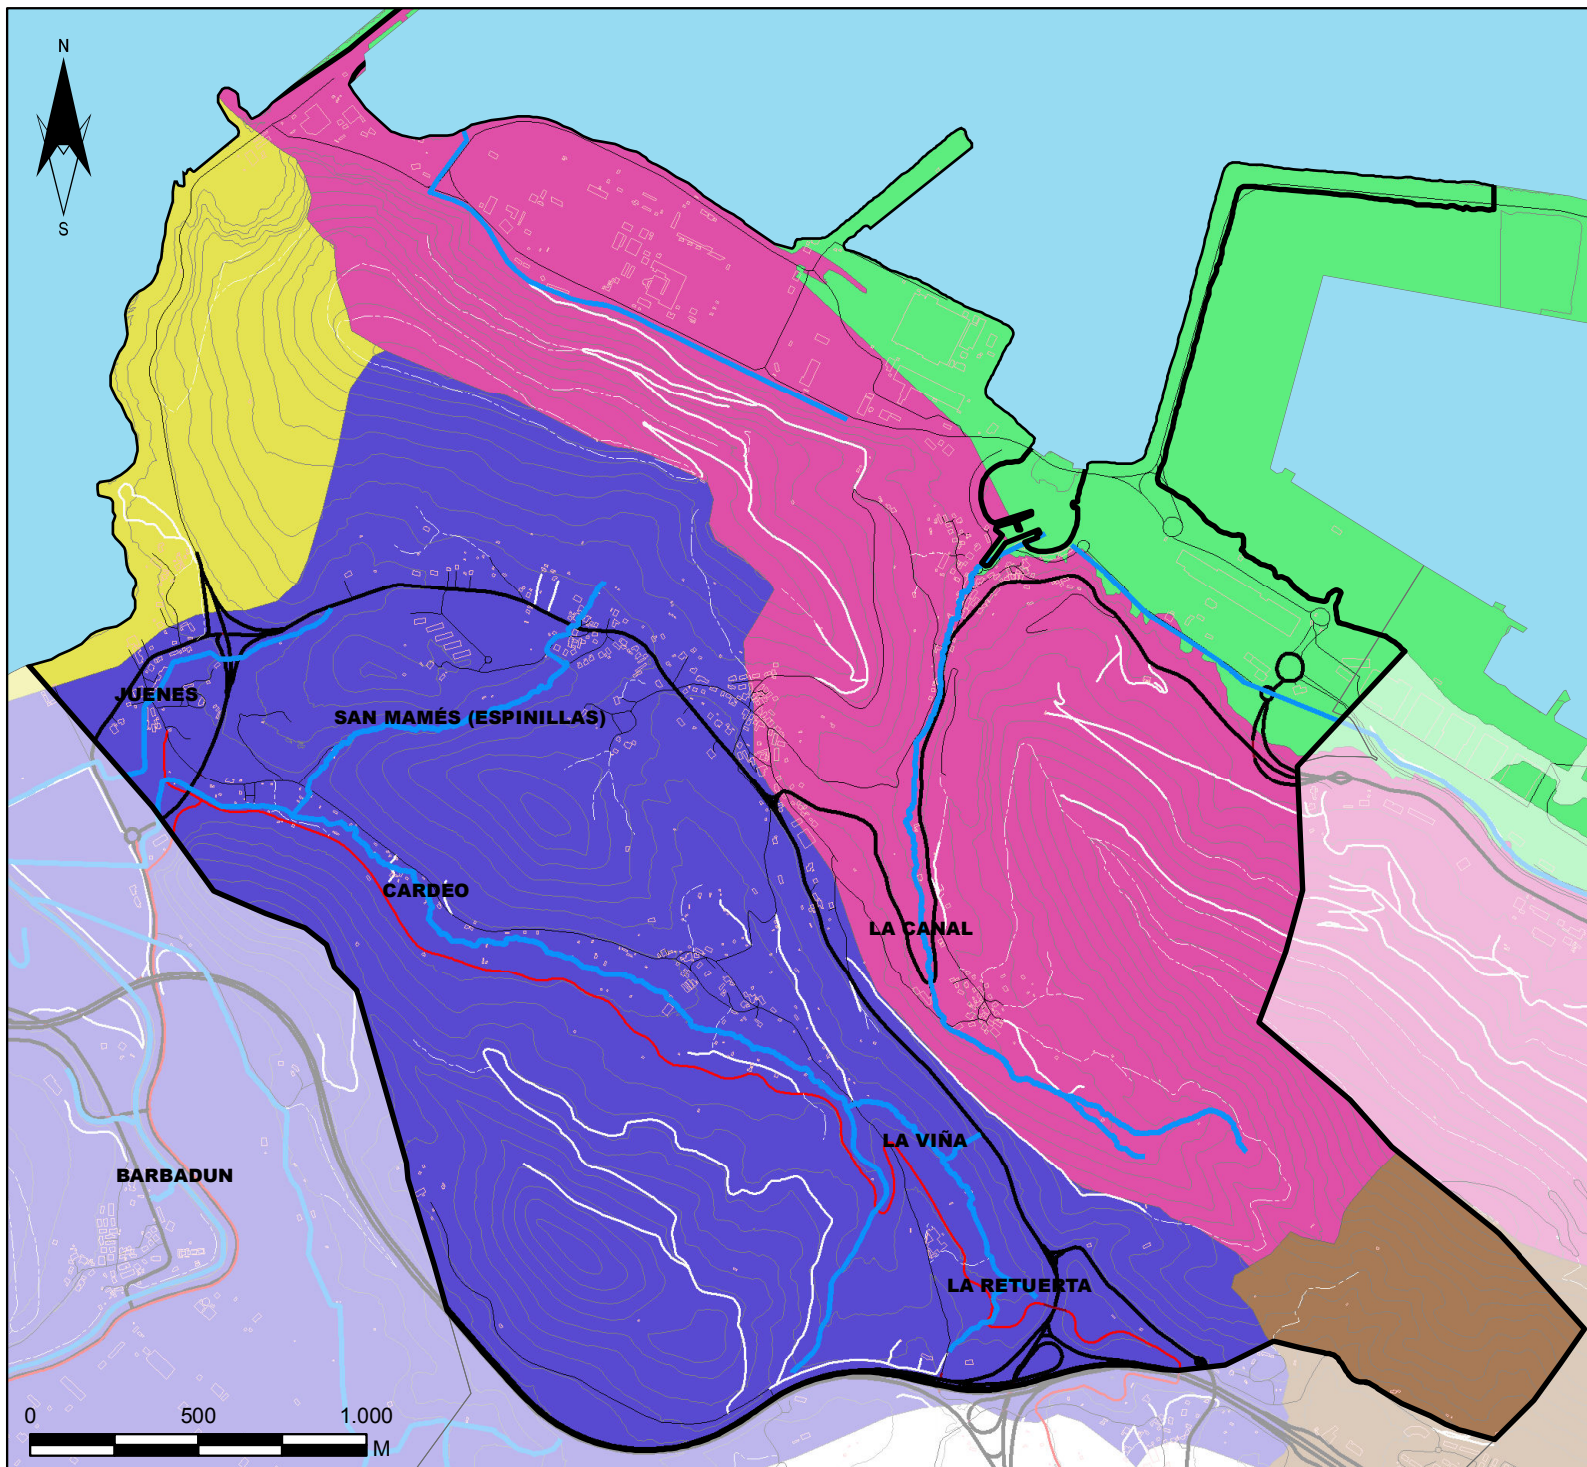 N
S
JUENES
SAN MAMÉS (ESPINILLAS)
CARDEO
LA CANAL
LA VIÑA
BARBADUN
LA RETUERTA
0 500 1.000
M